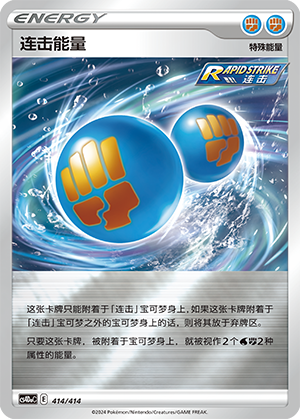 ENERGY
连击能量
特殊能量
RAPID STRIKE
连击
这张卡牌只能附着于「连击」宝可梦身上,如果这张卡牌附着于
「连击」宝可梦之外的宝可梦身上的话,则将其放于弃牌区。
只要这张卡牌,被附着于宝可梦身上,就被视作2个
2种
属性的能量。
E
414/414
©2024 Pokémon/Nintendo/Creatures/GAME FREAK.